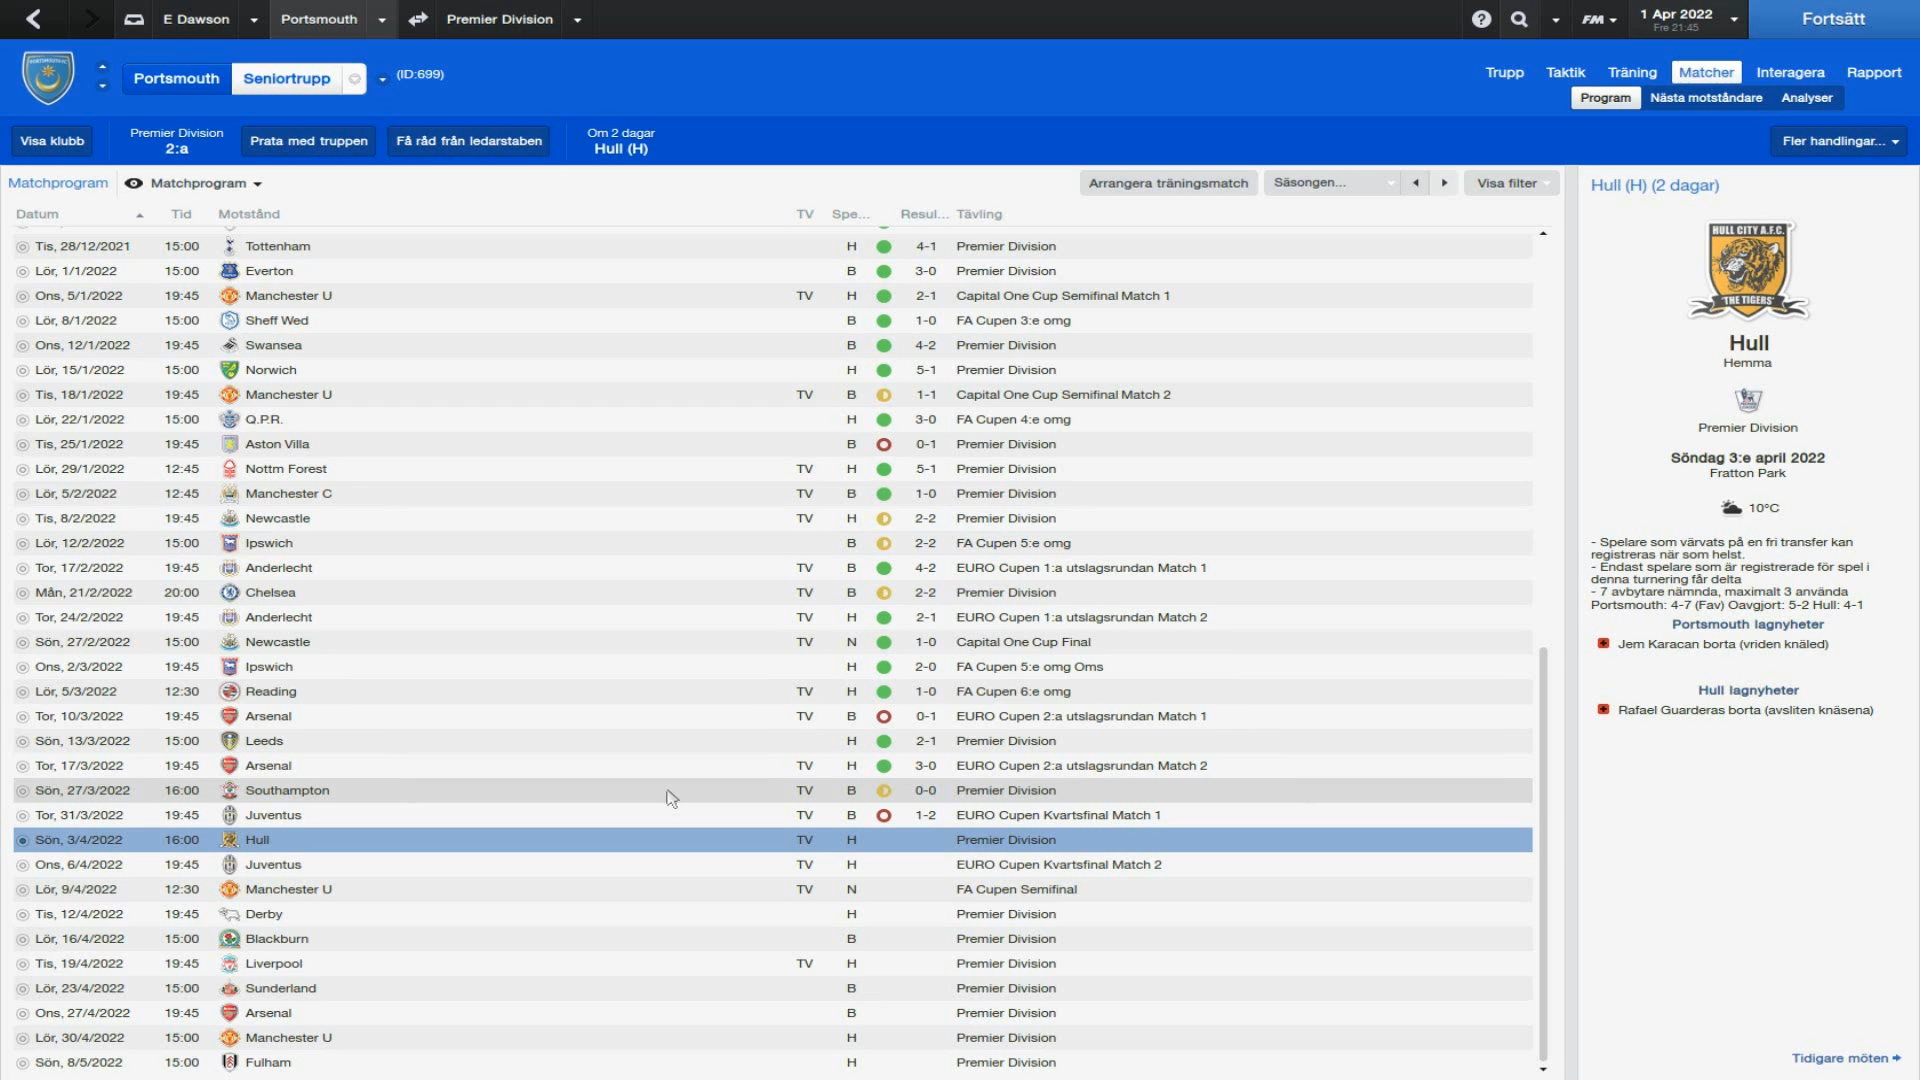 E Dawson Portsmouth Premier Division FM 1 Apr 2022 Fortsätt
Fre 21:45
Portsmouth Seniortrupp (ID:699) Trupp Taktik Träning Matcher Interagera Rapport
Program Nästa motståndare Analyser
Visa klubb Premier Division Prata med truppen Få råd från ledarstaben Om 2 dagar Fler handlingar...
2:a Hull (H)
Matchprogram Matchprogram Arrangera träningsmatch Säsongen... Visa filter
Datum Tid Motstånd TV Spe... Resul... Tävling
Tis, 28/12/2021 15:00 Tottenham H 4-1 Premier Division
Lör, 1/1/2022 15:00 Everton B 3-0 Premier Division
Ons, 5/1/2022 19:45 Manchester U TV H 2-1 Capital One Cup Semifinal Match 1
Lör, 8/1/2022 15:00 Sheff Wed B 1-0 FA Cupen 3:e omg
Ons, 12/1/2022 19:45 Swansea B 4-2 Premier Division
Lör, 15/1/2022 15:00 Norwich H 5-1 Premier Division
Tis, 18/1/2022 19:45 Manchester U TV B 1-1 Capital One Cup Semifinal Match 2
Lör, 22/1/2022 15:00 Q.P.R. H 3-0 FA Cupen 4:e omg
Tis, 25/1/2022 19:45 Aston Villa B 0-1 Premier Division
Lör, 29/1/2022 12:45 Nottm Forest TV H 5-1 Premier Division
Lör, 5/2/2022 12:45 Manchester C TV B 1-0 Premier Division
Tis, 8/2/2022 19:45 Newcastle TV H 2-2 Premier Division
Lör, 12/2/2022 15:00 Ipswich B 2-2 FA Cupen 5:e omg
Tor, 17/2/2022 19:45 Anderlecht TV B 4-2 EURO Cupen 1:a utslagsrundan Match 1
Mån, 21/2/2022 20:00 Chelsea TV B 2-2 Premier Division
Tor, 24/2/2022 19:45 Anderlecht TV H 2-1 EURO Cupen 1:a utslagsrundan Match 2
Sön, 27/2/2022 15:00 Newcastle TV N 1-0 Capital One Cup Final
Ons, 2/3/2022 19:45 Ipswich H 2-0 FA Cupen 5:e omg Oms
Lör, 5/3/2022 12:30 Reading TV H 1-0 FA Cupen 6:e omg
Tor, 10/3/2022 19:45 Arsenal TV B 0-1 EURO Cupen 2:a utslagsrundan Match 1
Sön, 13/3/2022 15:00 Leeds H 2-1 Premier Division
Tor, 17/3/2022 19:45 Arsenal TV H 3-0 EURO Cupen 2:a utslagsrundan Match 2
Sön, 27/3/2022 16:00 Southampton TV B 0-0 Premier Division
Tor, 31/3/2022 19:45 Juventus TV B 1-2 EURO Cupen Kvartsfinal Match 1
Sön, 3/4/2022 16:00 Hull TV H Premier Division
Ons, 6/4/2022 19:45 Juventus TV H EURO Cupen Kvartsfinal Match 2
Lör, 9/4/2022 12:30 Manchester U TV N FA Cupen Semifinal
Tis, 12/4/2022 19:45 Derby H Premier Division
Lör, 16/4/2022 15:00 Blackburn B Premier Division
Tis, 19/4/2022 19:45 Liverpool TV H Premier Division
Lör, 23/4/2022 15:00 Sunderland B Premier Division
Ons, 27/4/2022 19:45 Arsenal B Premier Division
Lör, 30/4/2022 15:00 Manchester U H Premier Division
Sön, 8/5/2022 15:00 Fulham H Premier Division
Hull (H) (2 dagar)
HULL CITY A.F.C.
"THE TIGERS"
Hull
Hemma
Premier Division
Söndag 3:e april 2022
Fratton Park
10°C
- Spelare som värvats på en fri transfer kan
registreras när som helst.
- Endast spelare som är registrerade för spel i
denna turnering får delta
- 7 avbytare nämnda, maximalt 3 använda
Portsmouth: 4-7 (Fav) Oavgjort: 5-2 Hull: 4-1
Portsmouth lagnyheter
Jem Karacan borta (vriden knäled)
Hull lagnyheter
Rafael Guarderas borta (avsliten knäsena)
Tidigare möten